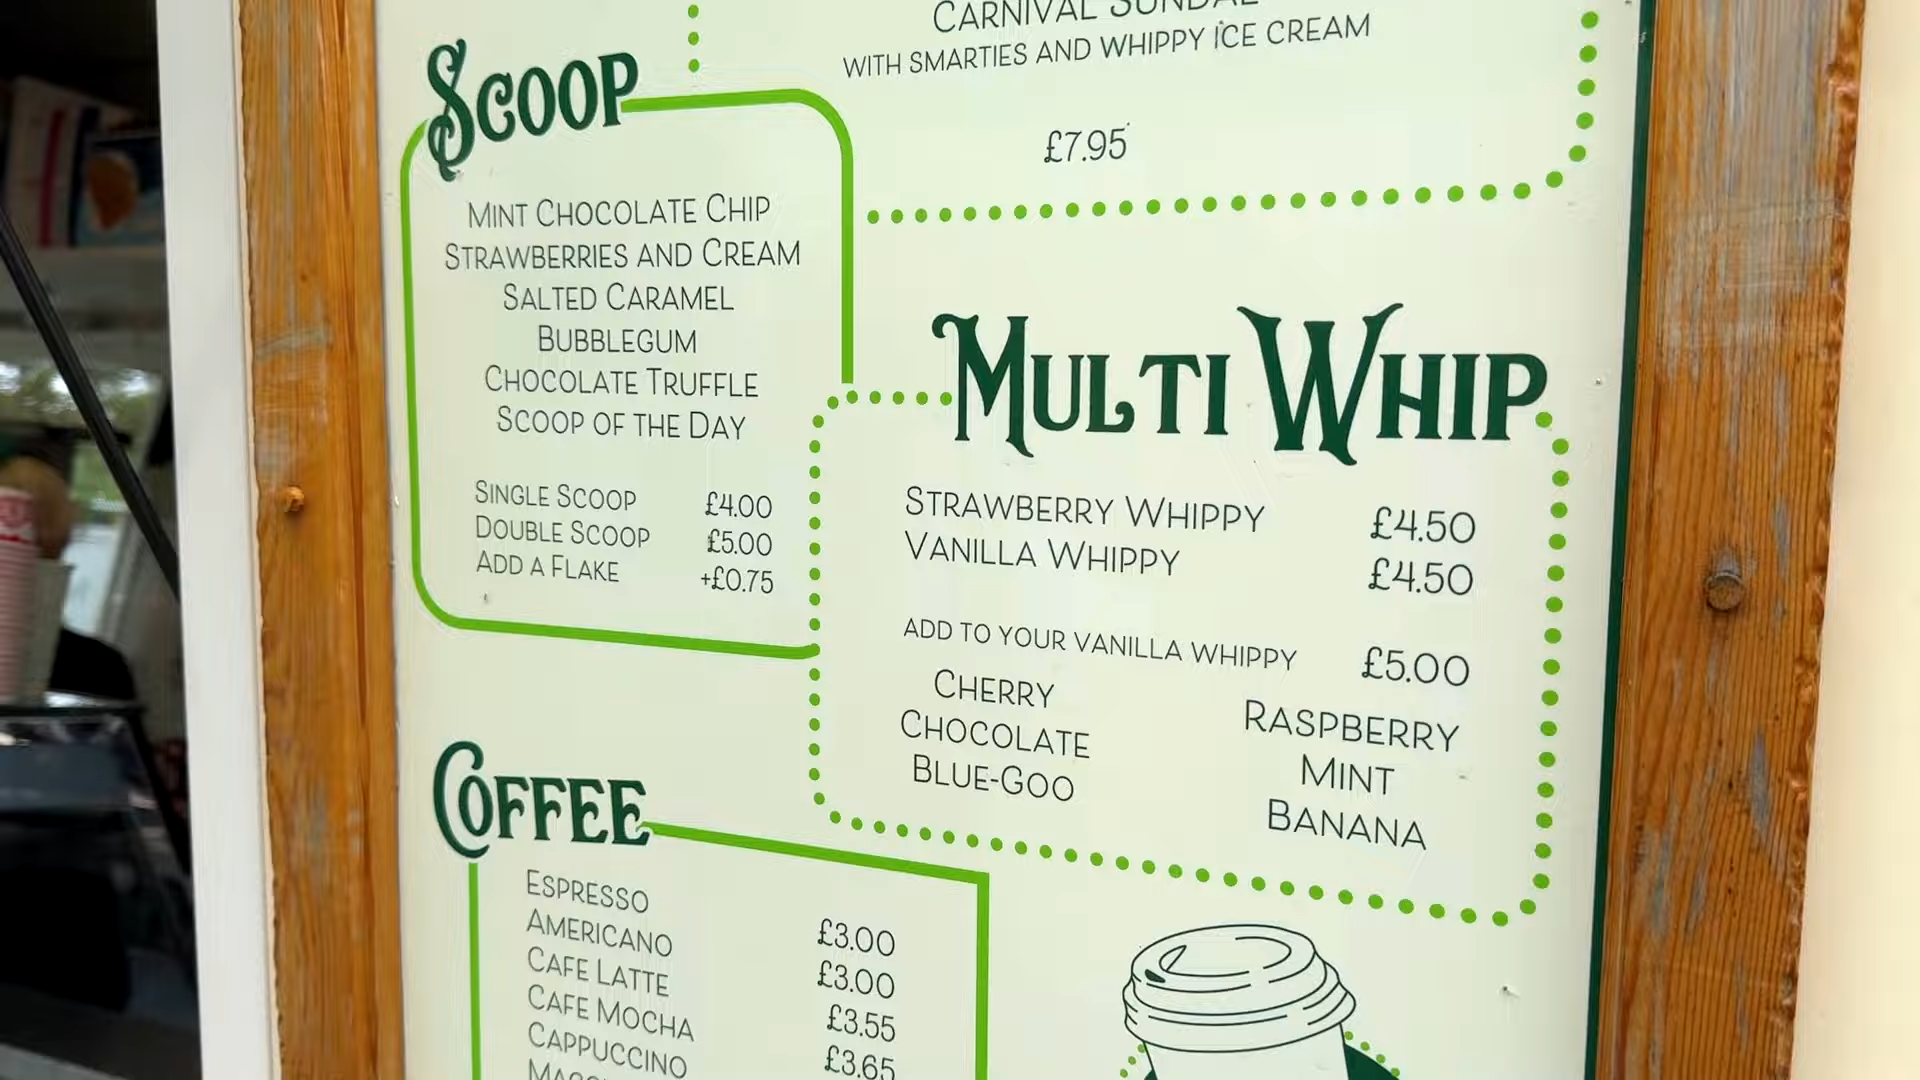 CARNIVAL SUNDAE
WITH SMARTIES AND WHIPPY ICE CREAM
£7.95
SCOOP
MINT CHOCOLATE CHIP
STRAWBERRIES AND CREAM
SALTED CARAMEL
BUBBLEGUM
CHOCOLATE TRUFFLE
SCOOP OF THE DAY
SINGLE SCOOP £4.00
DOUBLE SCOOP £5.00
ADD A FLAKE +£0.75
MULTI WHIP
STRAWBERRY WHIPPY £4.50
VANILLA WHIPPY £4.50
ADD TO YOUR VANILLA WHIPPY £5.00
CHERRY RASPBERRY
CHOCOLATE MINT
BLUE-GOO BANANA
COFFEE
ESPRESSO £3.00
AMERICANO £3.00
CAFE LATTE £3.55
CAFE MOCHA £3.65
CAPPUCCINO